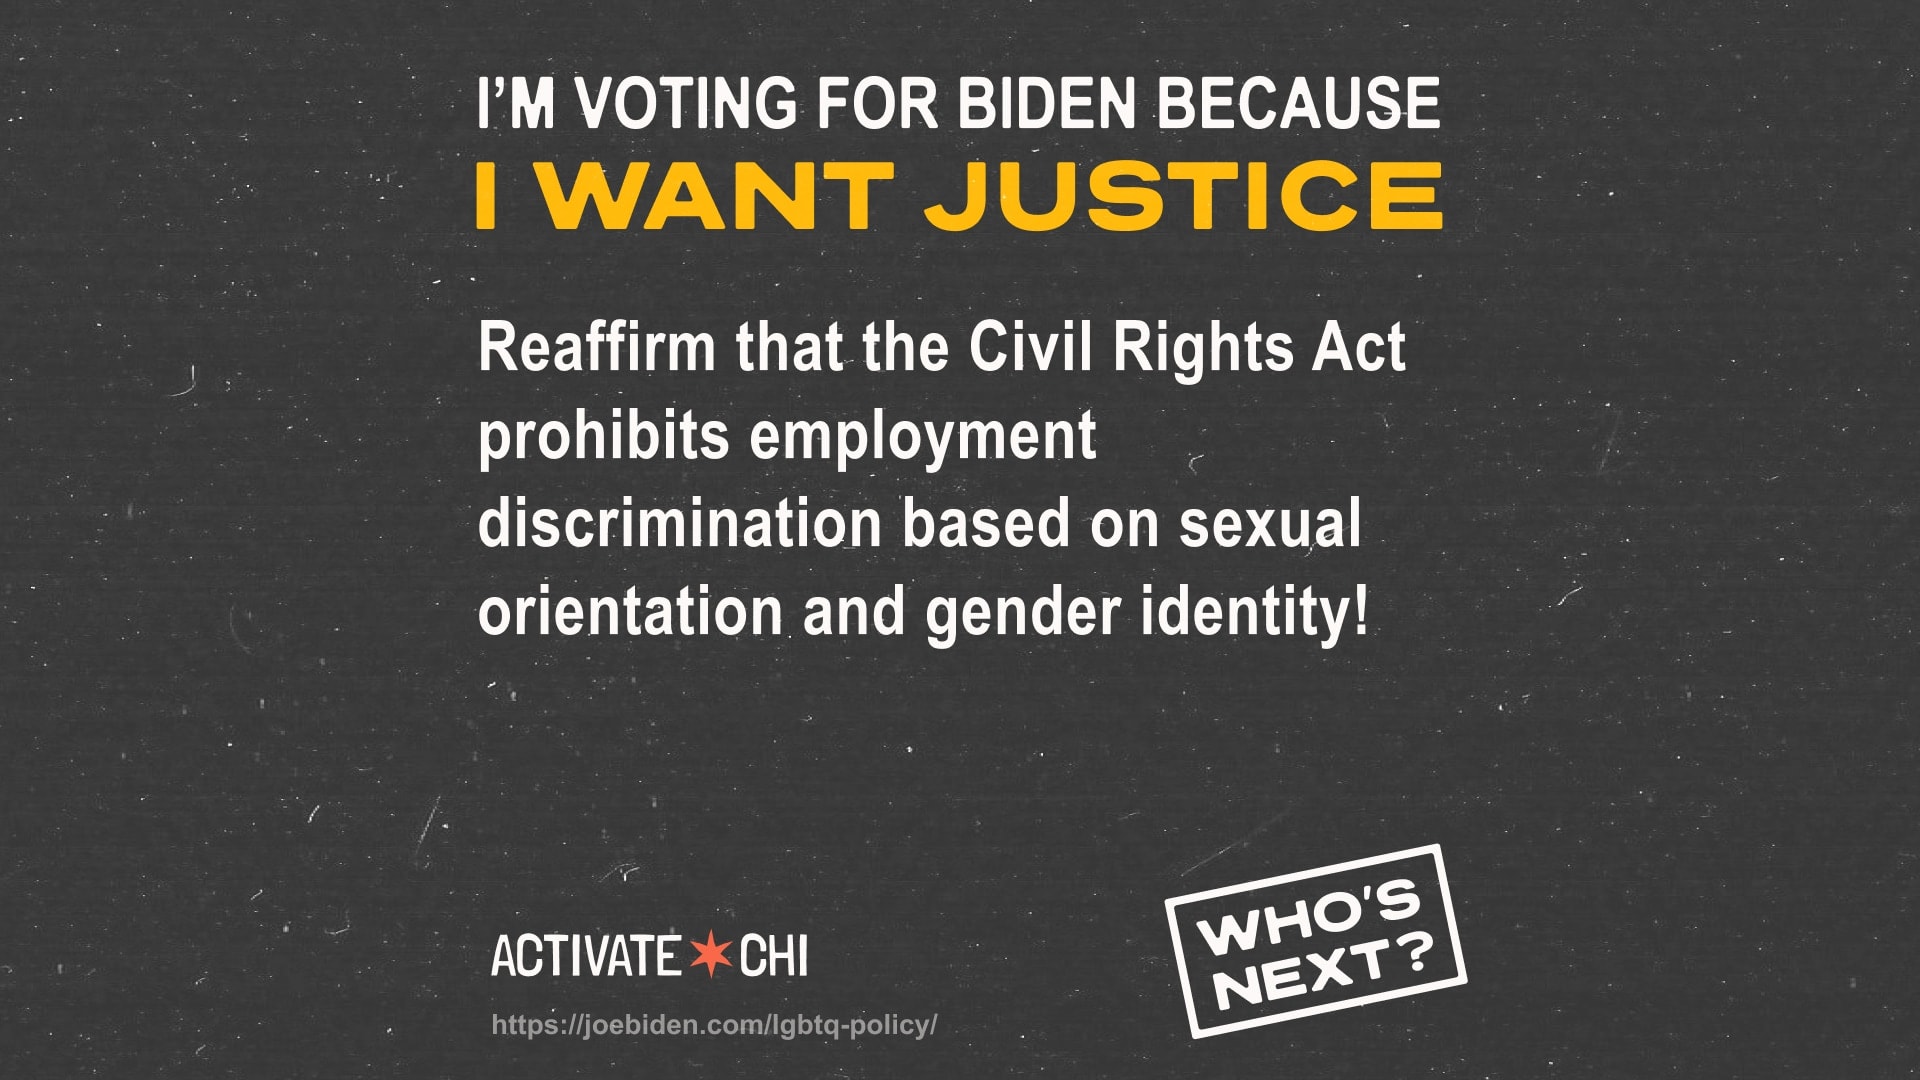 I’M VOTING FOR BIDEN BECAUSE
I WANT JUSTICE
Reaffirm that the Civil Rights Act
prohibits employment
discrimination based on sexual
orientation and gender identity!
ACTIVATE CHI
https://joebiden.com/lgbtq-policy/
WHO’S
NEXT?